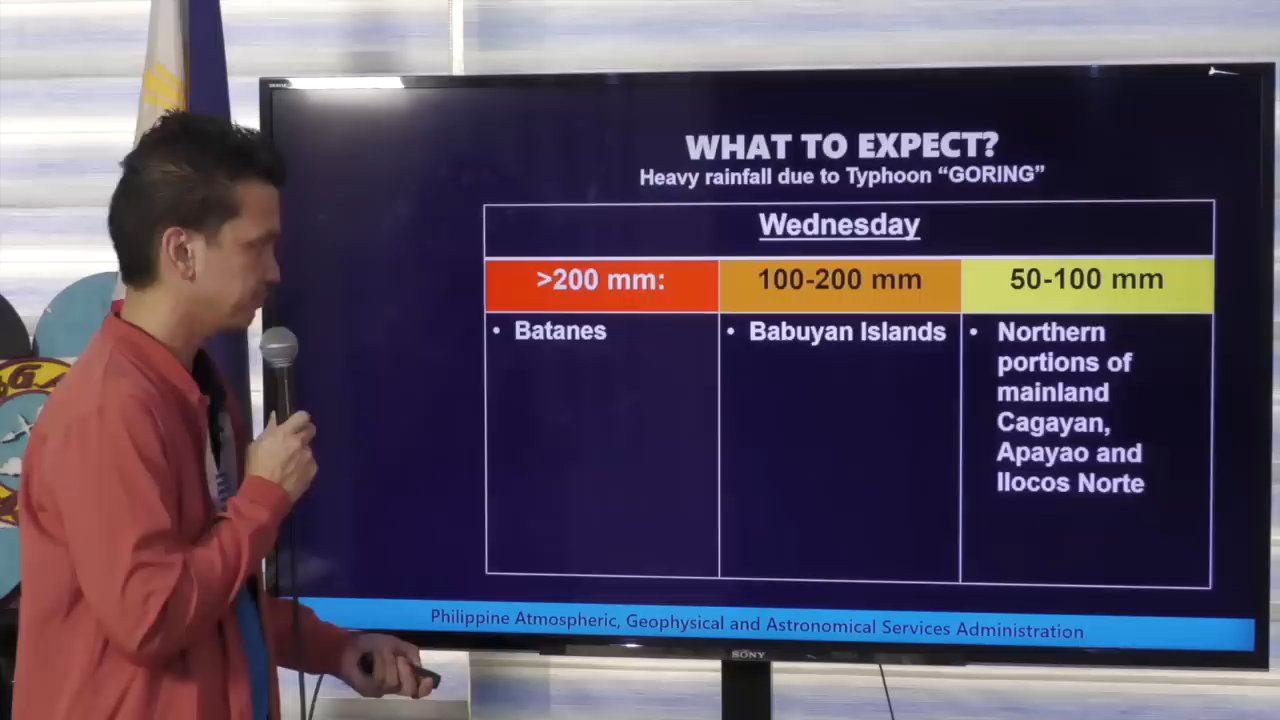 WHAT TO EXPECT?
Heavy rainfall due to Typhoon “GORING”
Wednesday
>200 mm:
100-200 mm
50-100 mm
• Batanes
• Babuyan Islands
• Northern
portions of
mainland
Cagayan,
Apayao and
Ilocos Norte
Philippine Atmospheric, Geophysical and Astronomical Services Administration
SONY